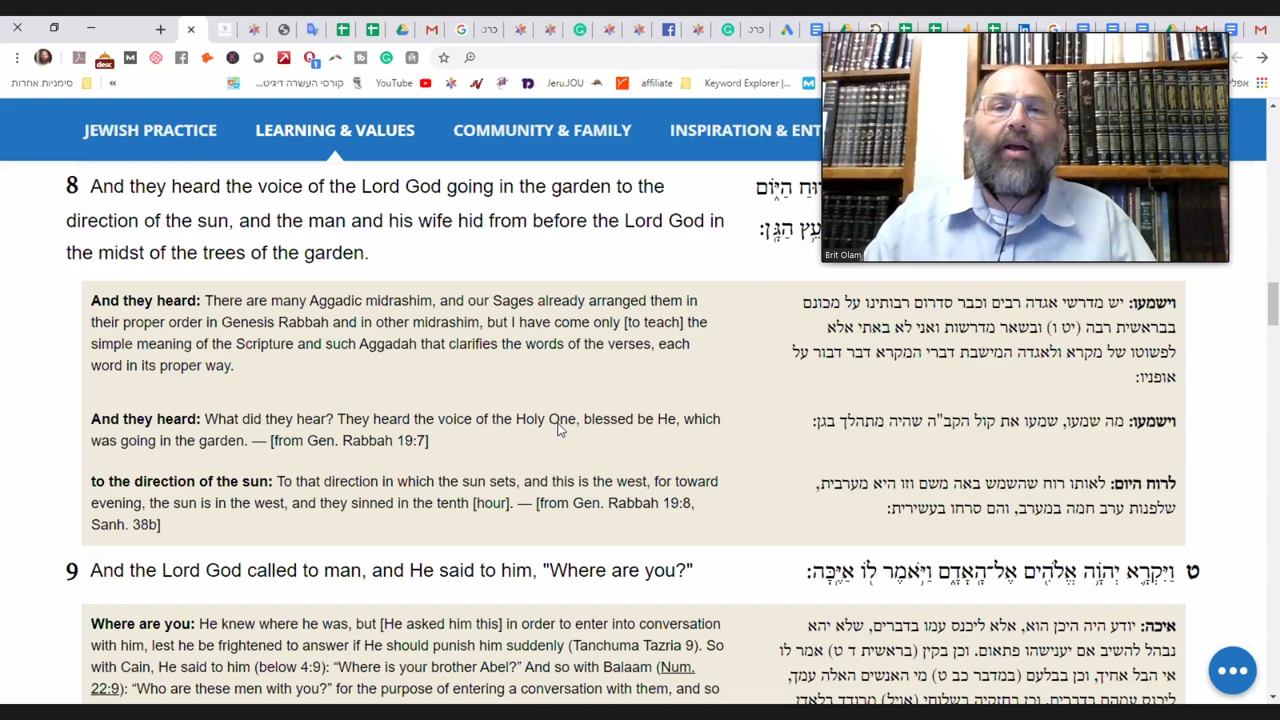 סימניות אחרות
קורסי העשרה דיגיט...
YouTube
Jeru.JOU
affiliate
Keyword Explorer |...
JEWISH PRACTICE
LEARNING & VALUES
COMMUNITY & FAMILY
INSPIRATION & ENT
Brit Olam
8 And they heard the voice of the Lord God going in the garden to the
direction of the sun, and the man and his wife hid from before the Lord God in
the midst of the trees of the garden.
הַיּוֹם
עֵץ הַגָּן:
And they heard: There are many Aggadic midrashim, and our Sages already arranged them in
their proper order in Genesis Rabbah and in other midrashim, but I have come only [to teach] the
simple meaning of the Scripture and such Aggadah that clarifies the words of the verses, each
word in its proper way.
וישמעו: יש מדרשי אגדה רבים וכבר סדרום רבותינו על מכונם
בבראשית רבה (יט ו) ובשאר מדרשות ואני לא באתי אלא
לפשוטו של מקרא ולאגדה המישבת דברי המקרא דבר דבור על
אופניו:
And they heard: What did they hear? They heard the voice of the Holy One, blessed be He, which
was going in the garden. — [from Gen. Rabbah 19:7]
וישמעו: מה שמעו, שמעו את קול הקב"ה שהיה מתהלך בגן:
to the direction of the sun: To that direction in which the sun sets, and this is the west, for toward
evening, the sun is in the west, and they sinned in the tenth [hour]. — [from Gen. Rabbah 19:8,
Sanh. 38b]
לרוח היום: לאותו רוח שהשמש באה משם וזו היא מערבית,
שלפנות ערב חמה במערב, והם סרחו בעשירית:
9 And the Lord God called to man, and He said to him, "Where are you?"
ט וַיִּקְרָ֛א יְהֹוָ֥ה אֱלֹהִ֖ים אֶל־הָֽאָדָ֑ם וַיֹּ֥אמֶר ל֖וֹ אַיֶּֽכָּה:
Where are you: He knew where he was, but [He asked him this] in order to enter into conversation
with him, lest he be frightened to answer if He should punish him suddenly (Tanchuma Tazria 9). So
with Cain, He said to him (below 4:9): “Where is your brother Abel?” And so with Balaam (Num.
22:9): “Who are these men with you?” for the purpose of entering a conversation with them, and so
איכה: יודע היה היכן הוא, אלא ליכנס עמו בדברים, שלא יהא
נבהל להשיב אם יענישהו פתאום. וכן בקין (בראשית ד ט) אמר לו
אי הבל אחיך, וכן בבלעם (במדבר כב ט) מי האנשים האלה עמך,